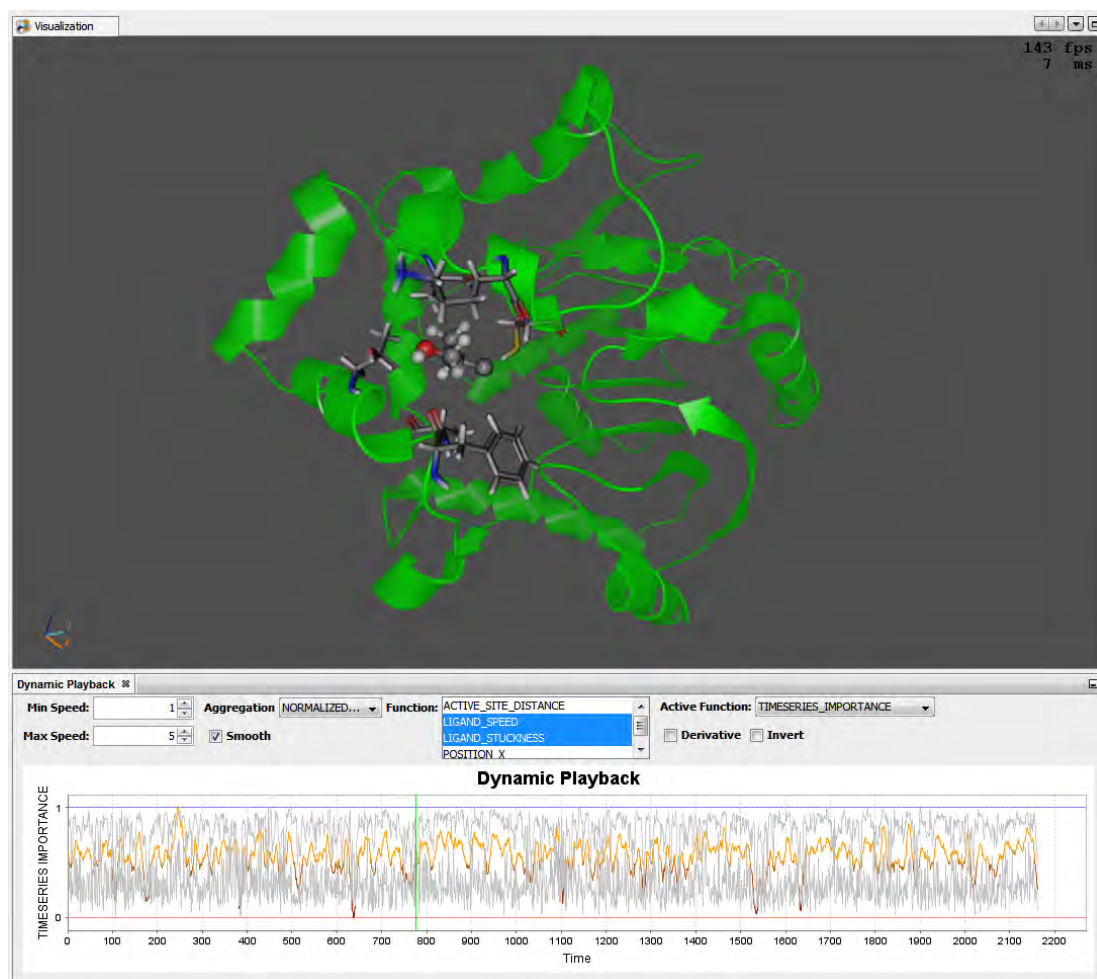 Visualization
143 fps
7 ms
Dynamic Playback
Min Speed: 1 Aggregation NORMALIZED... Function: ACTIVE_SITE_DISTANCE Active Function: TIMESERIES_IMPORTANCE
LIGAND_SPEED
Max Speed: 5 Smooth LIGAND_STUCKNESS Derivative Invert
POSITION_X
Dynamic Playback
TIMESERIES IMPORTANCE
1
0
0 100 200 300 400 500 600 700 800 900 1000 1100 1200 1300 1400 1500 1600 1700 1800 1900 2000 2100 2200
Time